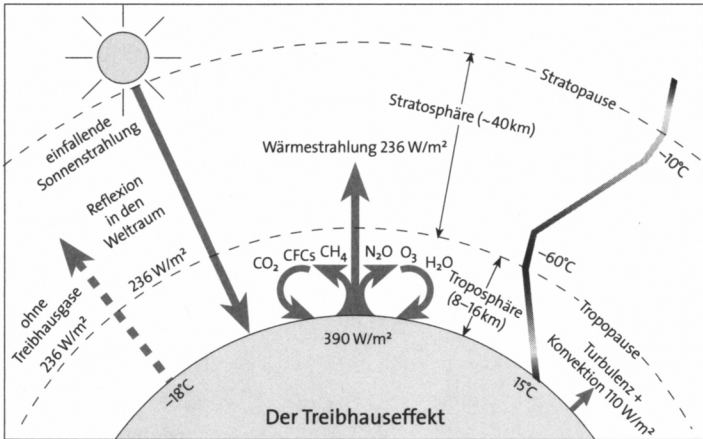 einfallende
Sonnenstrahlung
Reflexion
in den
Weltraum
236 W/m²
ohne
Treibhausgase
236 W/m²
-18°C
Wärmestrahlung 236 W/m²
CO₂ CFCs CH₄ N₂O O₃ H₂O
390 W/m²
Stratosphäre (~40km)
Stratopause
-10°C
-60°C
Troposphäre
(8–16km)
Tropopause
15°C
Turbulenz +
Konvektion 110 W/m²
Der Treibhauseffekt